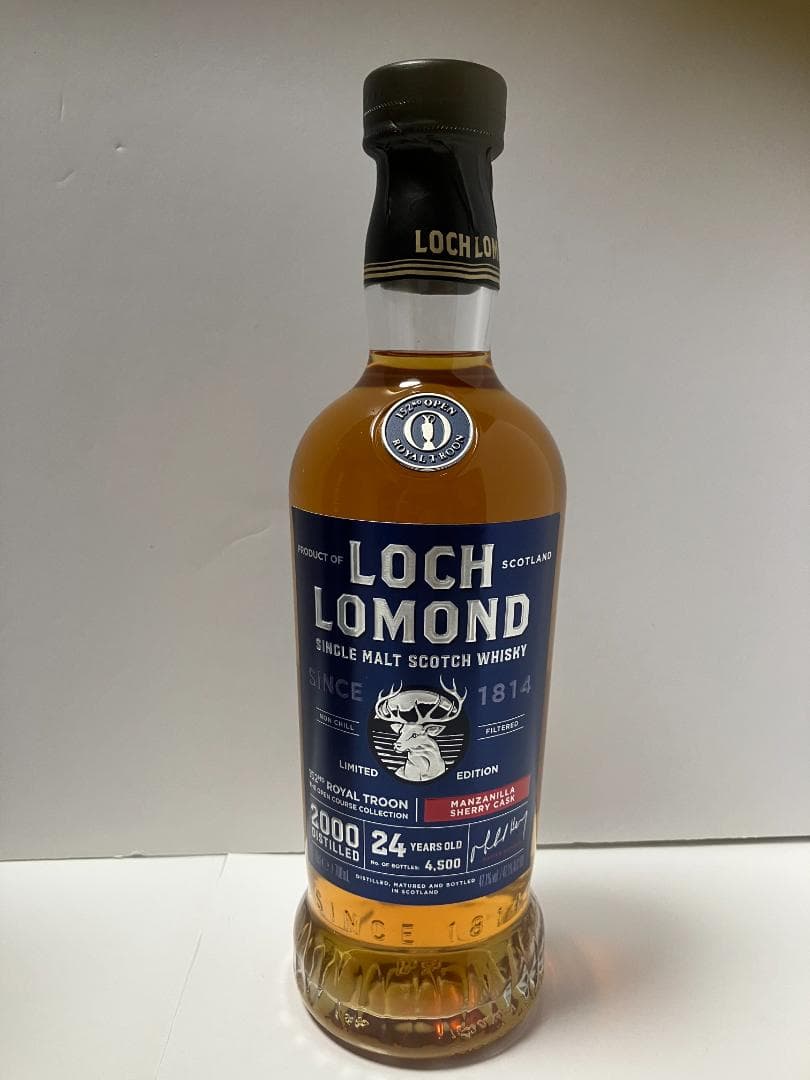 LOCH LOM
152ND OPEN
ROYAL TROON
PRODUCT OF
SCOTLAND
LOCH
LOMOND
SINGLE MALT SCOTCH WHISKY
SINCE 1814
NON CHILL
FILTERED
LIMITED EDITION
152ND ROYAL TROON
THE OPEN COURSE COLLECTION
MANZANILLA
SHERRY CASK
2000
DISTILLED
24 YEARS OLD
No. OF BOTTLES: 4,500
DISTILLED, MATURED AND BOTTLED
IN SCOTLAND
SINCE 181